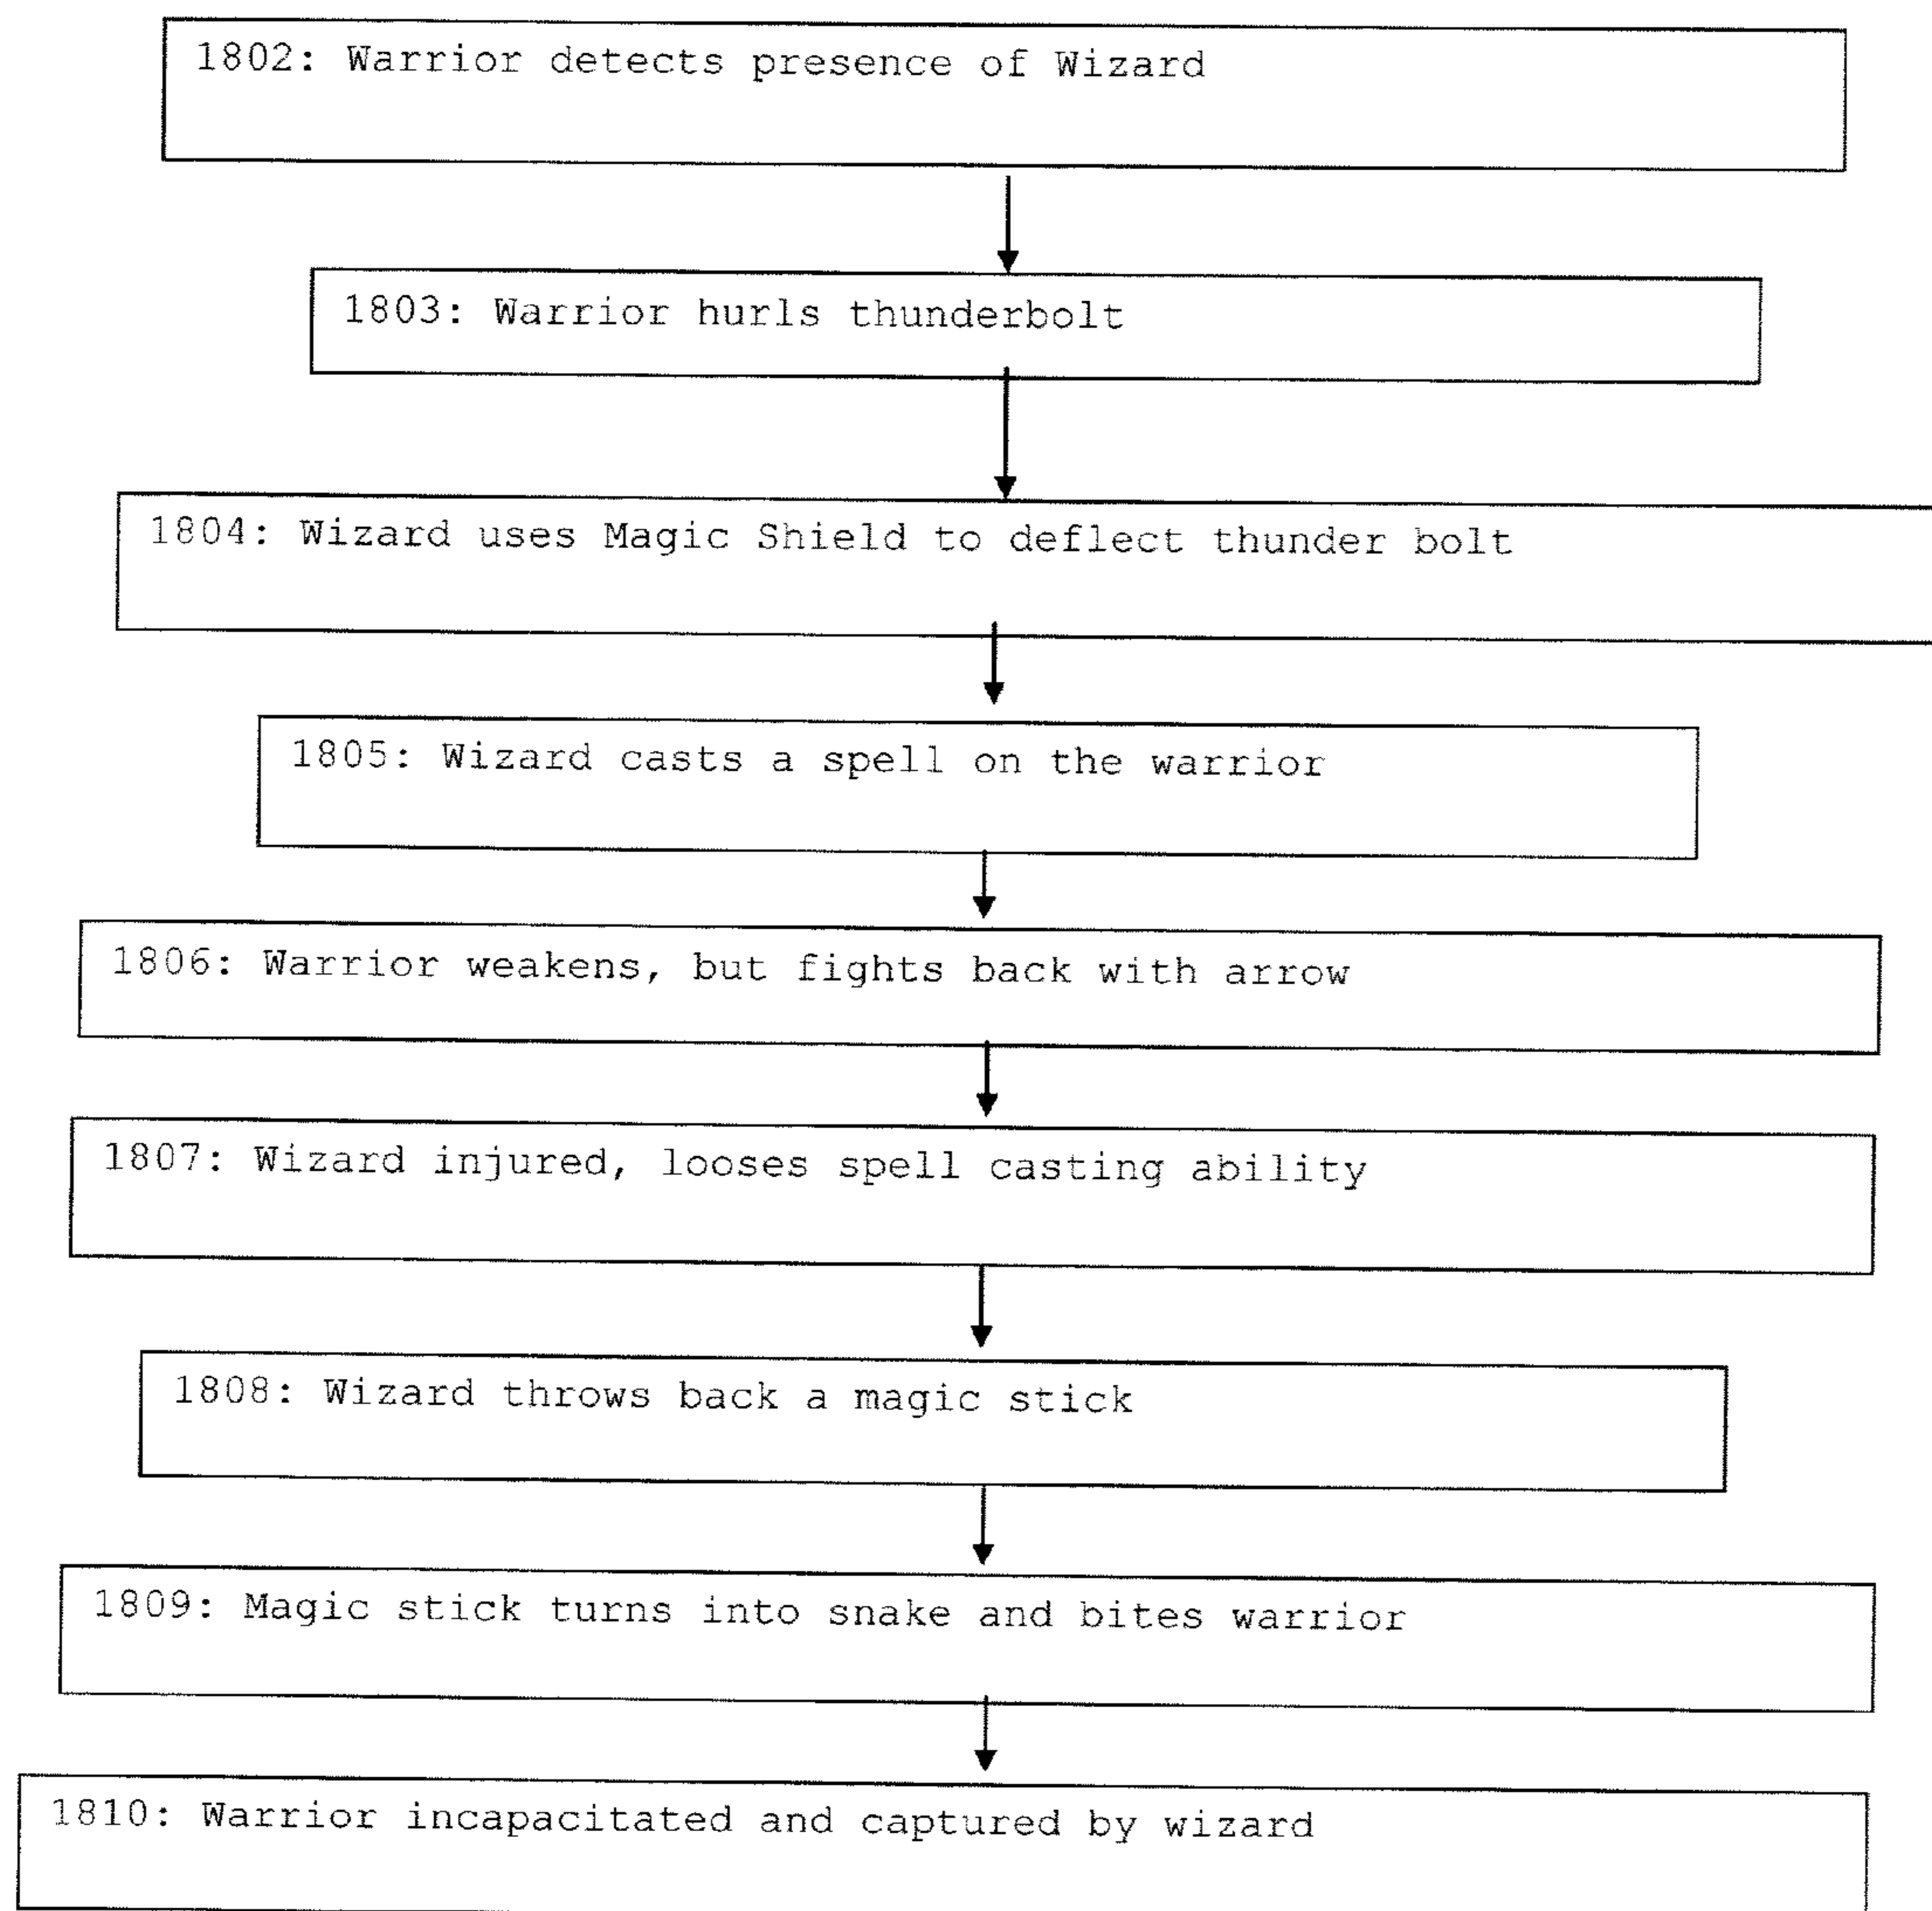 1802: Warrior detects presence of Wizard
1803: Warrior hurls thunderbolt
1804: Wizard uses Magic Shield to deflect thunder bolt
1805: Wizard casts a spell on the warrior
1806: Warrior weakens, but fights back with arrow
1807: Wizard injured, looses spell casting ability
1808: Wizard throws back a magic stick
1809: Magic stick turns into snake and bites warrior
1810: Warrior incapacitated and captured by wizard